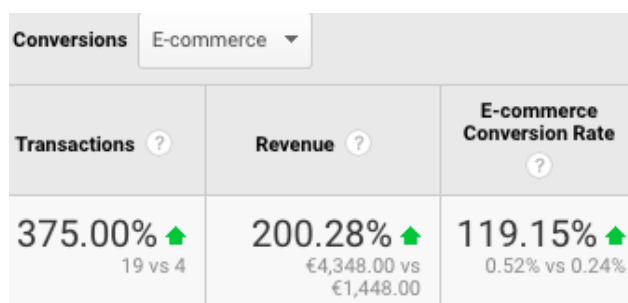 Conversions E-commerce
Transactions ?
Revenue ?
E-commerce
Conversion Rate
?
375.00%
19 vs 4
200.28%
€4,348.00 vs
€1,448.00
119.15%
0.52% vs 0.24%